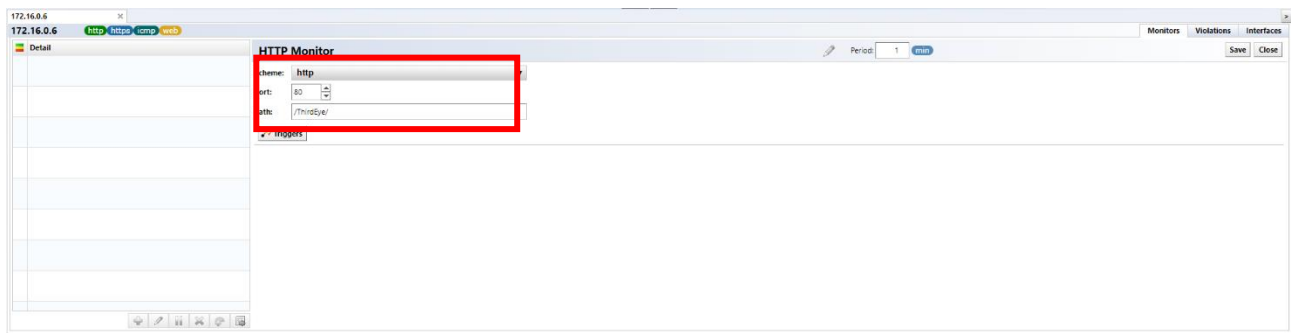 172.16.0.6
172.16.0.6 http https icmp web Monitors Violations Interfaces
Detail HTTP Monitor Period: 1 min Save Close
cheme: http
ort: 80
ath: /ThirdEye/
Triggers